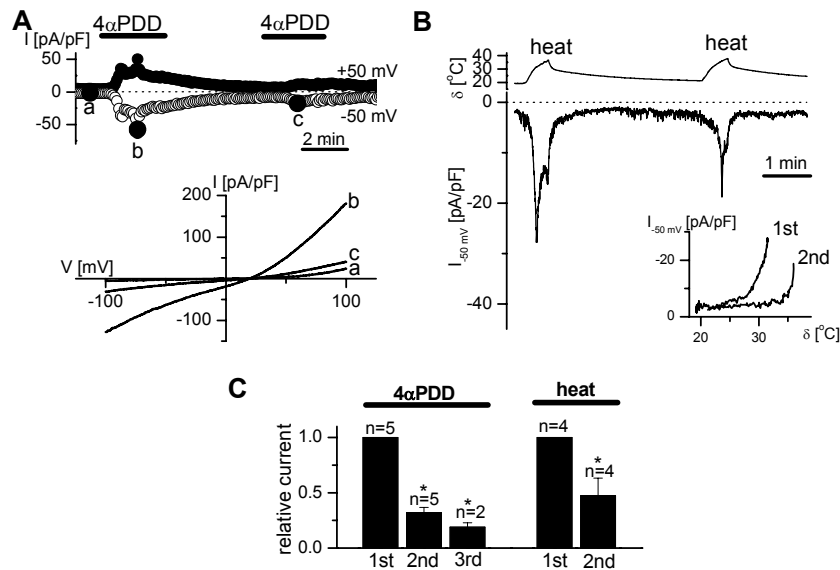 A
4αPDD 4αPDD
I [pA/pF]
50
0
-50
+50 mV
-50 mV
a
b
c
2 min
I [pA/pF]
200
100
-100
V [mV]
-100
100
b
c
a
B
heat heat
δ [°C]
40
30
20
0
-20
-40
I-50 mV [pA/pF]
1 min
I-50 mV [pA/pF]
1st
2nd
-20
0
20 30
δ [°C]
C
4αPDD heat
relative current
1.0
0.5
0.0
n=5
*
n=5
*
n=2
n=4
*
n=4
1st 2nd 3rd 1st 2nd